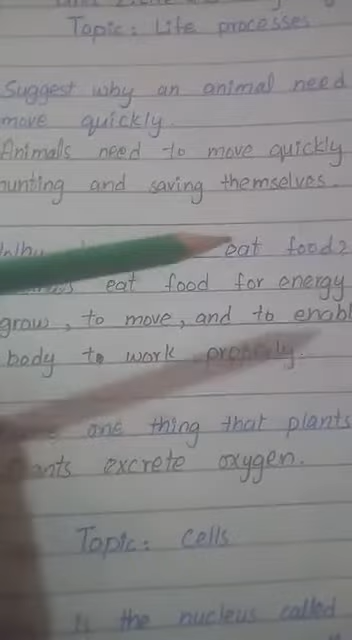 Topic: Life processes
Suggest why an animal need
move quickly.
Animals need to move quickly
hunting and saving themselves.
eat food?
eat food for energy
grow, to move, and to enabl
body to work properly.
one thing that plants
excrete oxygen.
Topic: Cells
Is the nucleus called